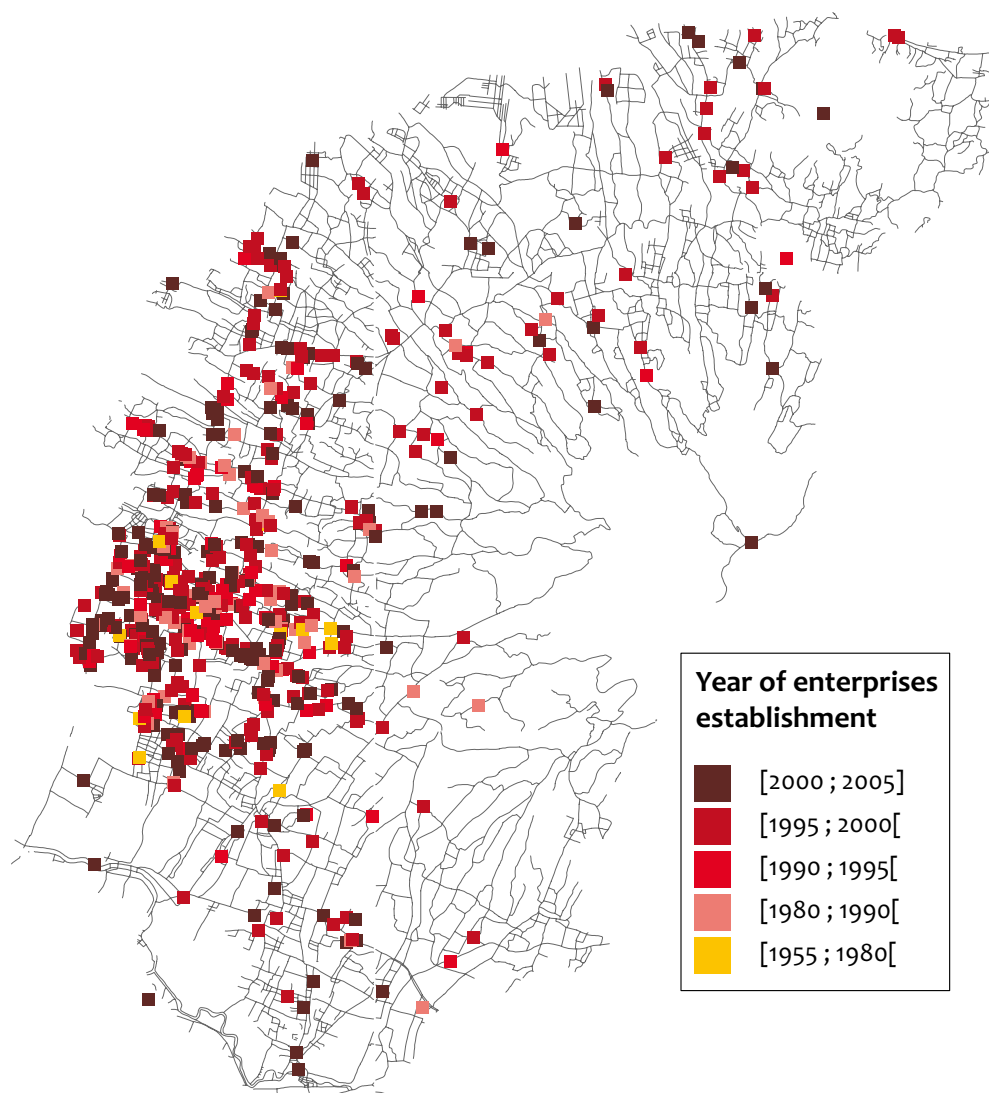 Year of enterprises
establishment
[2000 ; 2005]
[1995 ; 2000[
[1990 ; 1995[
[1980 ; 1990[
[1955 ; 1980[